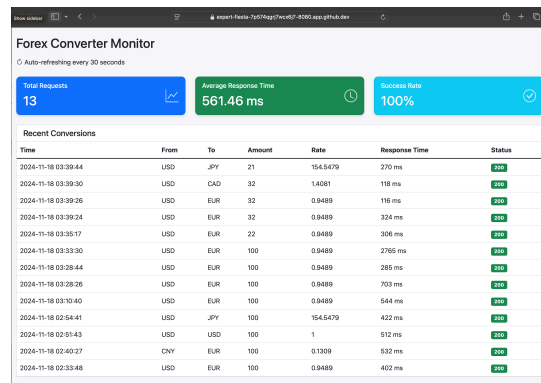 Show sidebar
expert-fiesta-7p574qgrj7wcx6j7-8080.app.github.dev
Forex Converter Monitor
Auto-refreshing every 30 seconds
Total Requests
13
Average Response Time
561.46 ms
Success Rate
100%
Recent Conversions
Time From To Amount Rate Response Time Status
2024-11-18 03:39:44 USD JPY 21 154.5479 270 ms 200
2024-11-18 03:39:30 USD CAD 32 1.4081 118 ms 200
2024-11-18 03:39:26 USD EUR 32 0.9489 116 ms 200
2024-11-18 03:39:24 USD EUR 32 0.9489 324 ms 200
2024-11-18 03:35:17 USD EUR 22 0.9489 306 ms 200
2024-11-18 03:33:30 USD EUR 100 0.9489 2765 ms 200
2024-11-18 03:28:44 USD EUR 100 0.9489 285 ms 200
2024-11-18 03:28:26 USD EUR 100 0.9489 703 ms 200
2024-11-18 03:10:40 USD EUR 100 0.9489 544 ms 200
2024-11-18 02:54:41 USD JPY 100 154.5479 422 ms 200
2024-11-18 02:51:43 USD USD 100 1 512 ms 200
2024-11-18 02:40:27 CNY EUR 100 0.1309 532 ms 200
2024-11-18 02:33:48 USD EUR 100 0.9489 402 ms 200